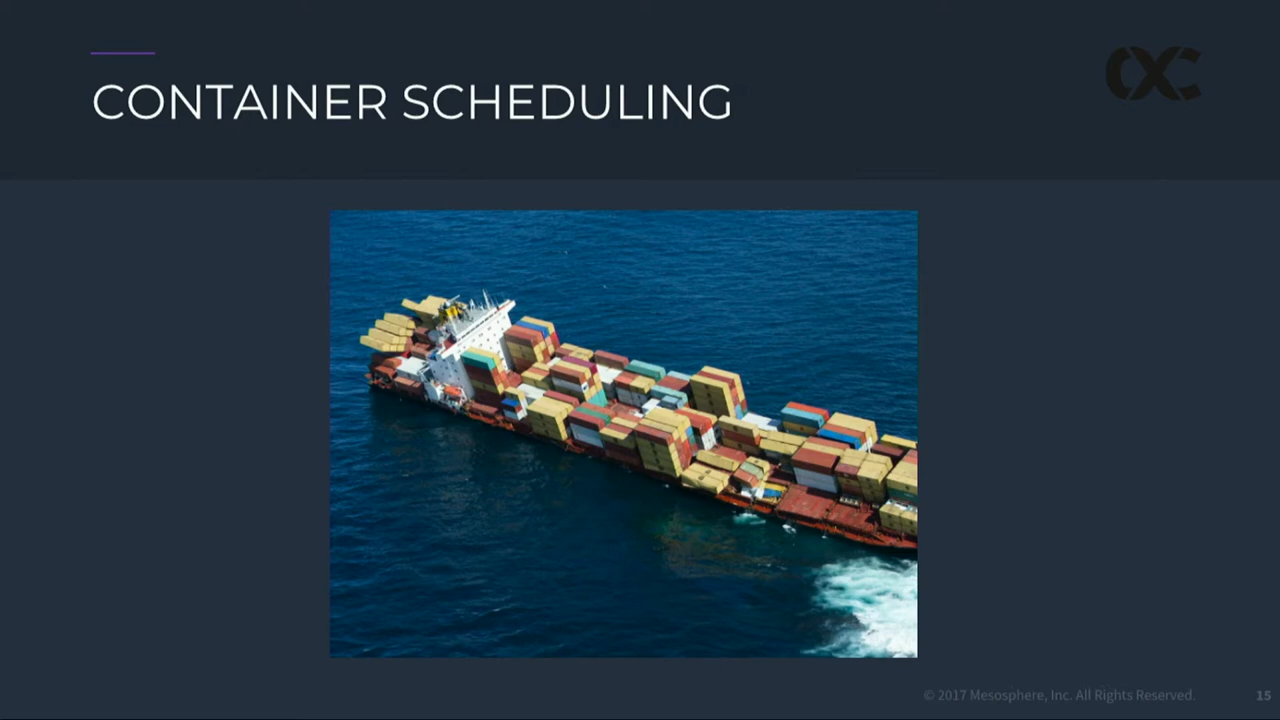 CONTAINER SCHEDULING
© 2017 Mesosphere, Inc. All Rights Reserved.
15